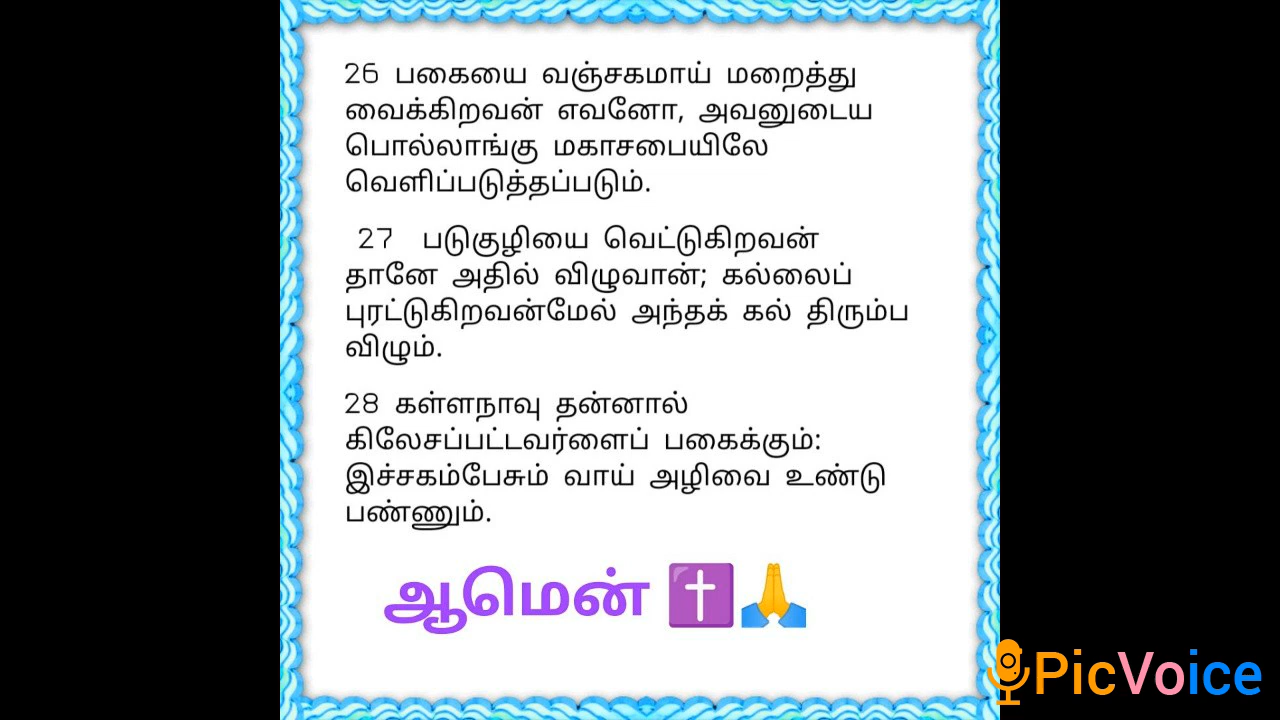 26 பகையை வஞ்சகமாய் மறைத்து
வைக்கிறவன் எவனோ, அவனுடைய
பொல்லாங்கு மகாசபையிலே
வெளிப்படுத்தப்படும்.
27 படுகுழியை வெட்டுகிறவன்
தானே அதில் விழுவான்; கல்லைப்
புரட்டுகிறவன்மேல் அந்தக் கல் திரும்ப
விழும்.
28 கள்ளநாவு தன்னால்
கிலேசப்பட்டவர்ளைப் பகைக்கும்:
இச்சகம்பேசும் வாய் அழிவை உண்டு
பண்ணும்.
ஆமென் ✝️🙏
PicVoice